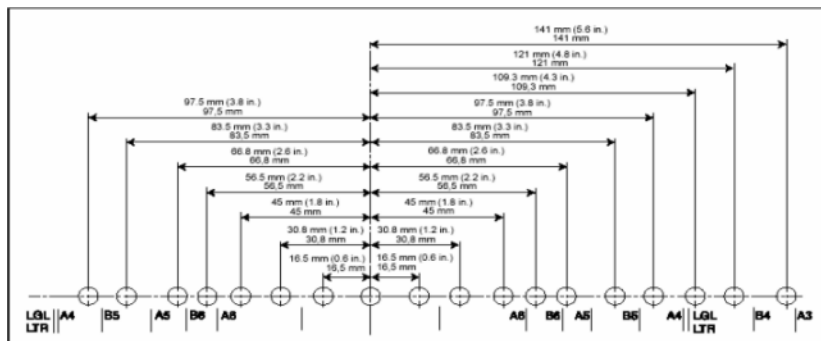 141 mm (5.6 in.)
141 mm
121 mm (4.8 in.)
121 mm
109.3 mm (4.3 in.)
109,3 mm
97.5 mm (3.8 in.)
97,5 mm
97.5 mm (3.8 in.)
97,5 mm
83.5 mm (3.3 in.)
83,5 mm
83.5 mm (3.3 in.)
83,5 mm
66.8 mm (2.6 in.)
66,8 mm
66.8 mm (2.6 in.)
66,8 mm
56.5 mm (2.2 in.)
56,5 mm
56.5 mm (2.2 in.)
56,5 mm
45 mm (1.8 in.)
45 mm
45 mm (1.8 in.)
45 mm
30.8 mm (1.2 in.)
30,8 mm
30.8 mm (1.2 in.)
30,8 mm
16.5 mm (0.6 in.)
16,5 mm
16.5 mm (0.6 in.)
16,5 mm
LGL A4 B5 A5 B6 A6 A6 B6 A5 B5 A4 LGL B4 A3
LTR LTR